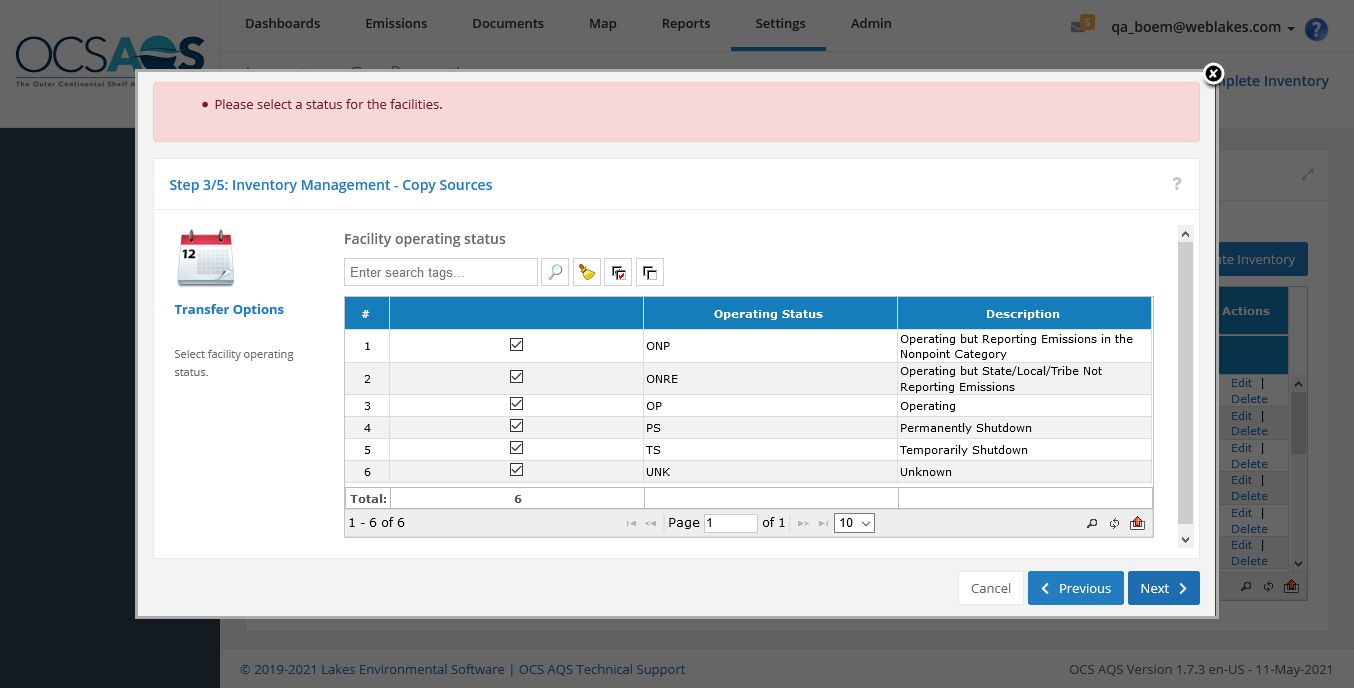 Dashboards Emissions Documents Map Reports Settings Admin
5
qa_boem@weblakes.com
?
OCSAQS
The Outer Continental Shelf A
plete Inventory
Please select a status for the facilities.
Step 3/5: Inventory Management - Copy Sources
?
12
Transfer Options
Select facility operating
status.
Facility operating status
Enter search tags...
# Operating Status Description
1 ONP Operating but Reporting Emissions in the
Nonpoint Category
2 ONRE Operating but State/Local/Tribe Not
Reporting Emissions
3 OP Operating
4 PS Permanently Shutdown
5 TS Temporarily Shutdown
6 UNK Unknown
Total: 6
1 - 6 of 6 Page 1 of 1 10
Cancel Previous Next
te Inventory
Actions
Edit |
Delete
Edit |
Delete
Edit |
Delete
Edit |
Delete
Edit |
Delete
Edit |
Delete
© 2019-2021 Lakes Environmental Software | OCS AQS Technical Support
OCS AQS Version 1.7.3 en-US - 11-May-2021